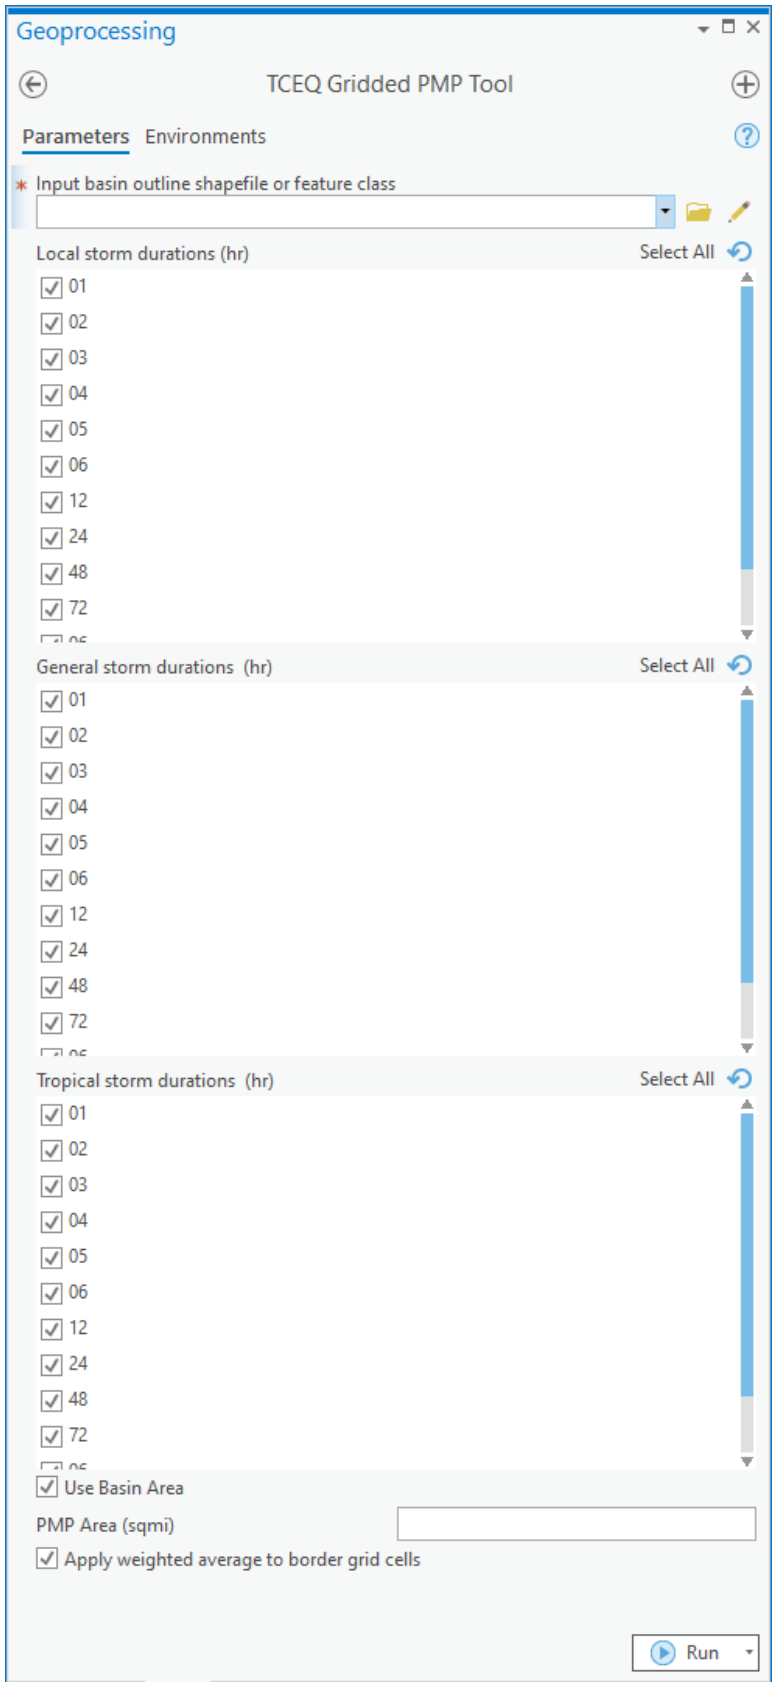 Geoprocessing
TCEQ Gridded PMP Tool
Parameters Environments
* Input basin outline shapefile or feature class
Local storm durations (hr) Select All
01
02
03
04
05
06
12
24
48
72
General storm durations (hr) Select All
01
02
03
04
05
06
12
24
48
72
Tropical storm durations (hr) Select All
01
02
03
04
05
06
12
24
48
72
Use Basin Area
PMP Area (sqmi)
Apply weighted average to border grid cells
Run